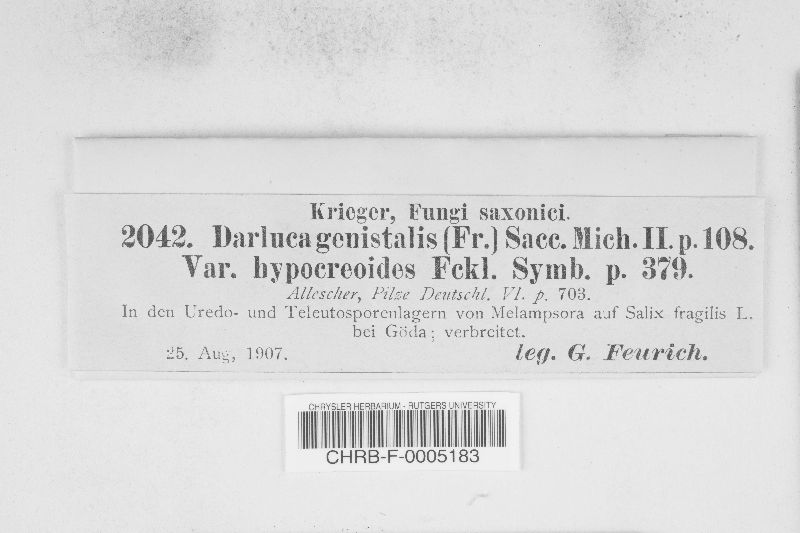 Krieger, Fungi saxonici.
2042. Darluca genistalis (Fr.) Sacc. Mich. II. p. 108.
Var. hypocreoides Fckl. Symb. p. 379.
Allescher, Pilze Deutschl. VI. p. 703.
In den Uredo- und Teleutosporenlagern von Melampsora auf Salix fragilis L.
bei Göda; verbreitet.
25. Aug. 1907. leg. G. Feurich.
CHRYSLER HERBARIUM - RUTGERS UNIVERSITY
CHRB-F-0005183